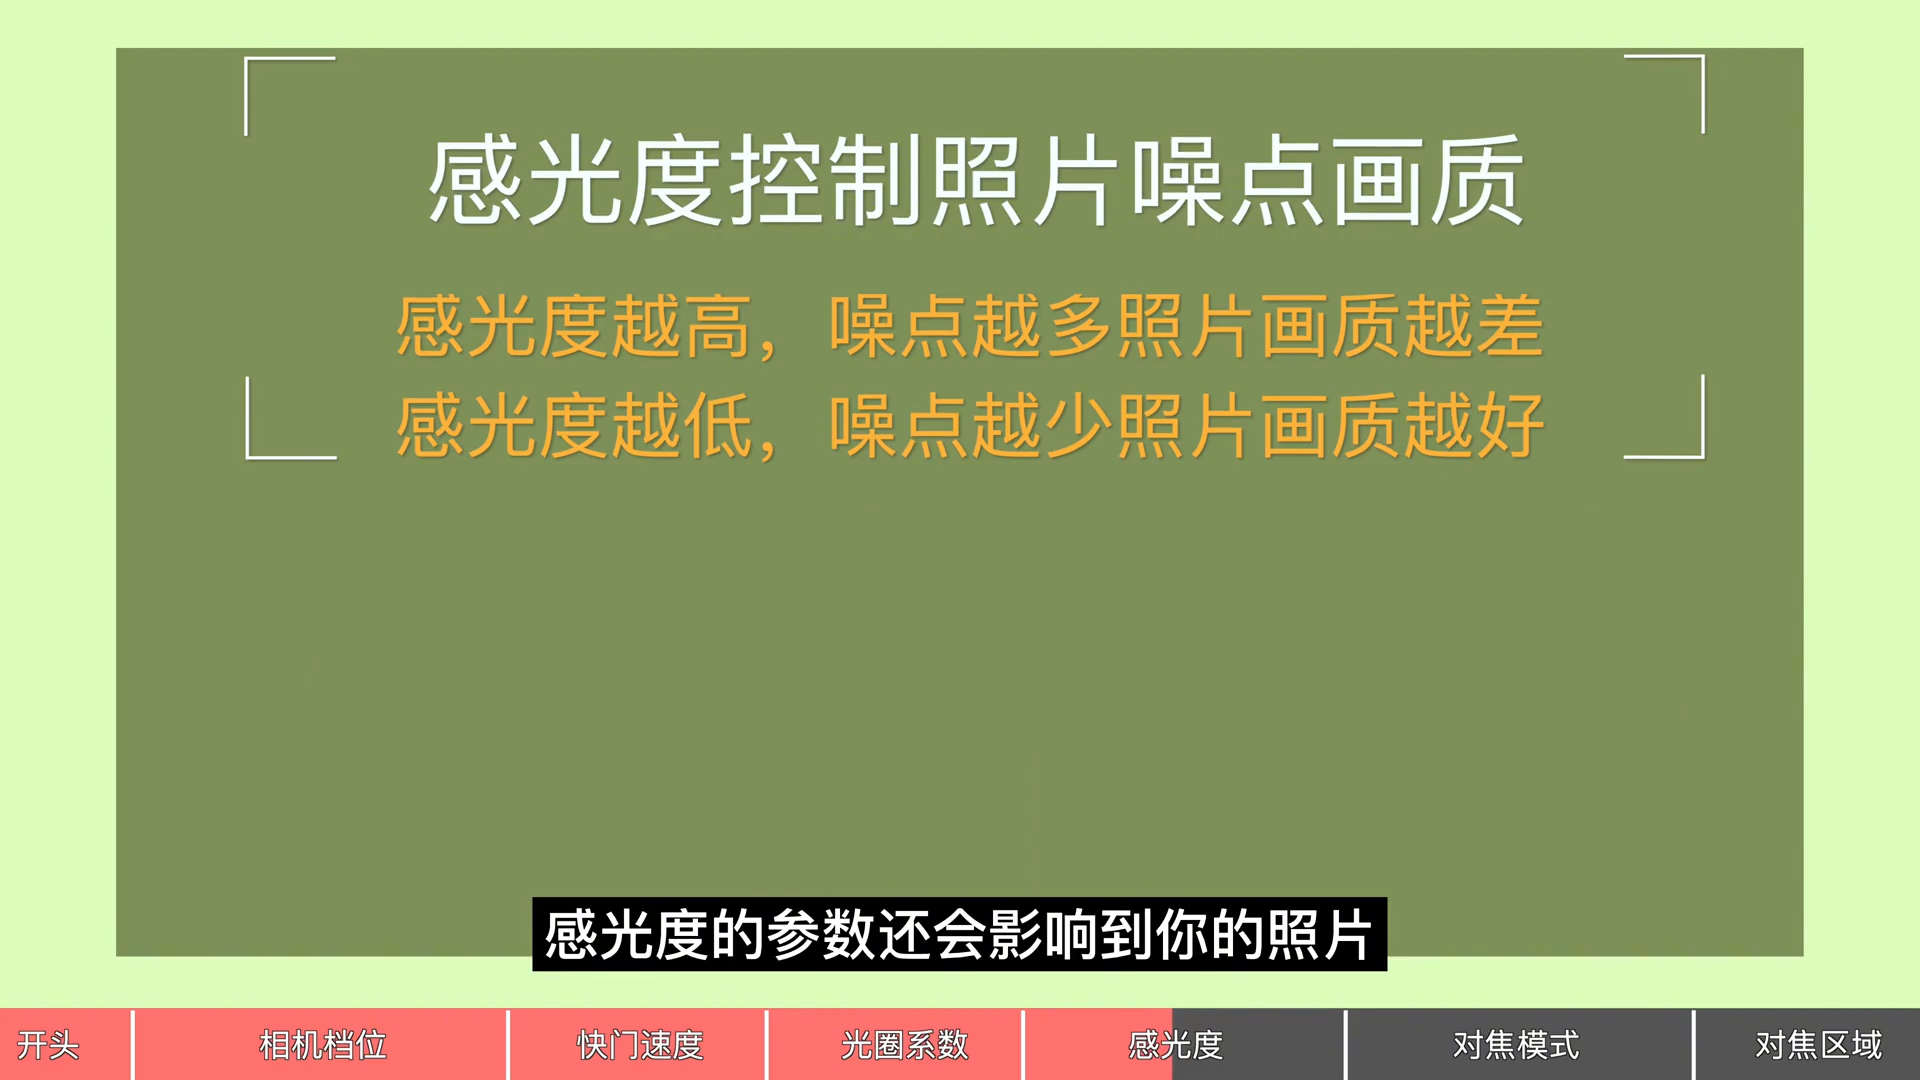 感光度控制照片噪点画质
感光度越高，噪点越多照片画质越差
感光度越低，噪点越少照片画质越好
感光度的参数还会影响到你的照片
开头
相机档位
快门速度
光圈系数
感光度
对焦模式
对焦区域